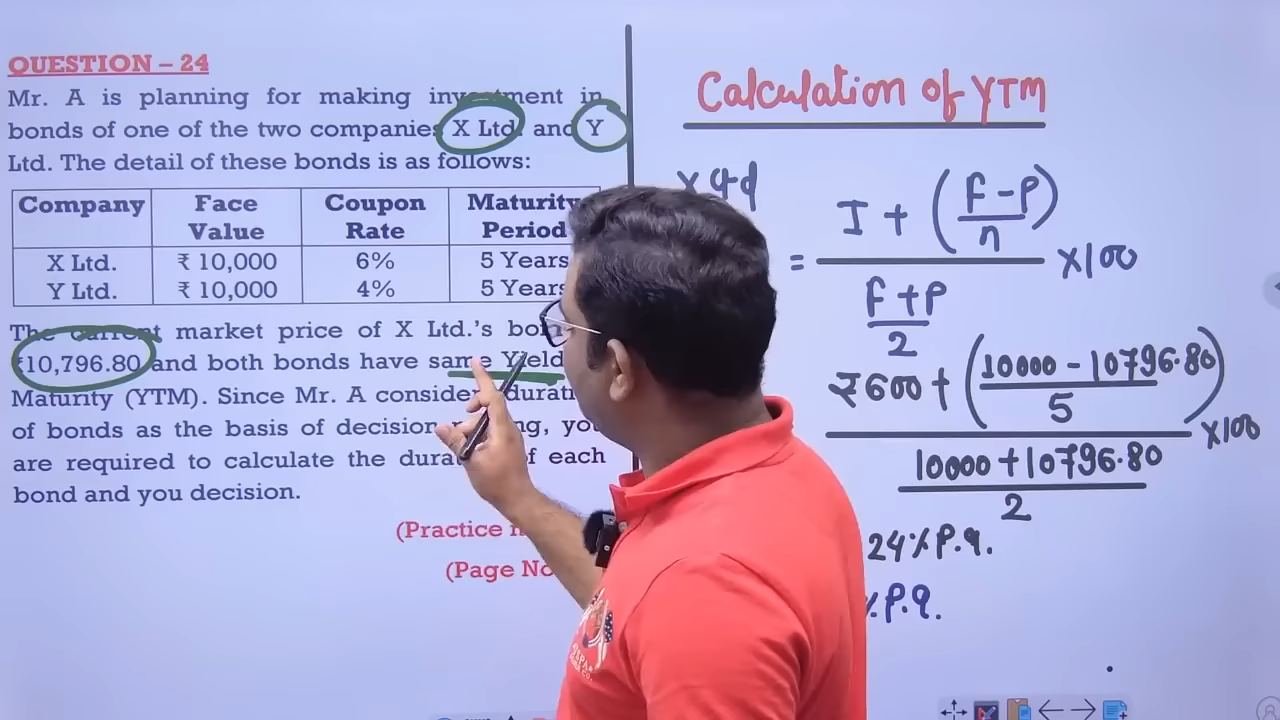 QUESTION – 24
Mr. A is planning for making investment in
bonds of one of the two companies X Ltd. and Y
Ltd. The detail of these bonds is as follows:
Company Face Value Coupon Rate Maturity Period
X Ltd. ₹ 10,000 6% 5 Years
Y Ltd. ₹ 10,000 4% 5 Years
The current market price of X Ltd.'s
₹10,796.80 and both bonds have same
Maturity (YTM). Since Mr. A
of bonds as the basis of decision
are required to calculate the each
bond and you decision.
(Practice
(Page
Calculation of YTM
= I + (F-P/n) / F+P/2 ×100
₹600 + (10000 - 10796.80/5) / 10000+10796.80/2 ×100
24% P.a.
% P.a.